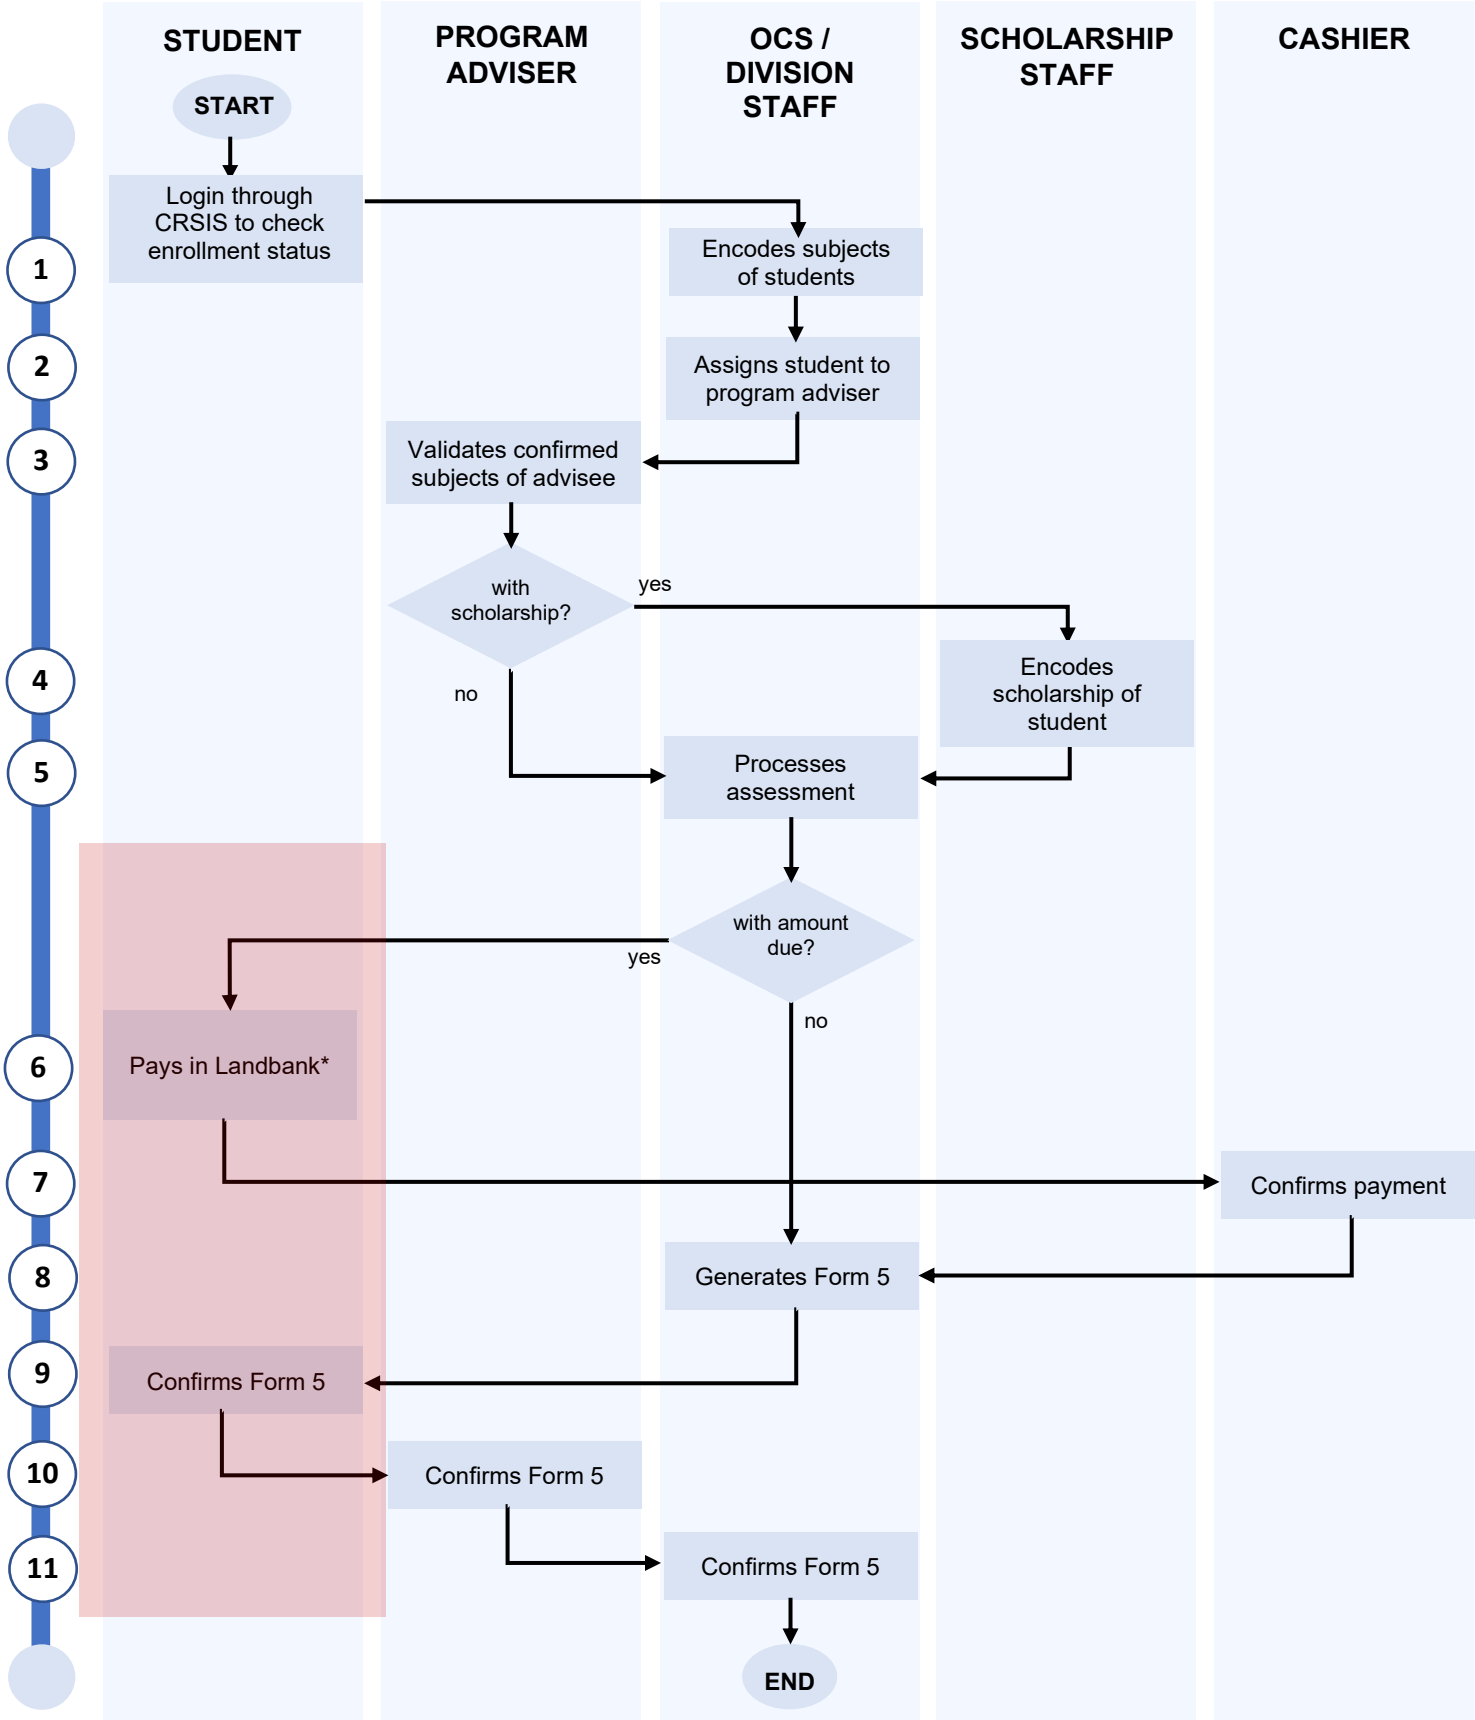 STUDENT
PROGRAM
ADVISER
OCS /
DIVISION
STAFF
SCHOLARSHIP
STAFF
CASHIER
START
Login through
CRSIS to check
enrollment status
1
Encodes subjects
of students
2
Assigns student to
program adviser
3
Validates confirmed
subjects of advisee
with
scholarship?
yes
no
4
Encodes
scholarship of
student
5
Processes
assessment
with amount
due?
yes
no
6
Pays in Landbank*
7
Confirms payment
8
Generates Form 5
9
Confirms Form 5
10
Confirms Form 5
11
Confirms Form 5
END